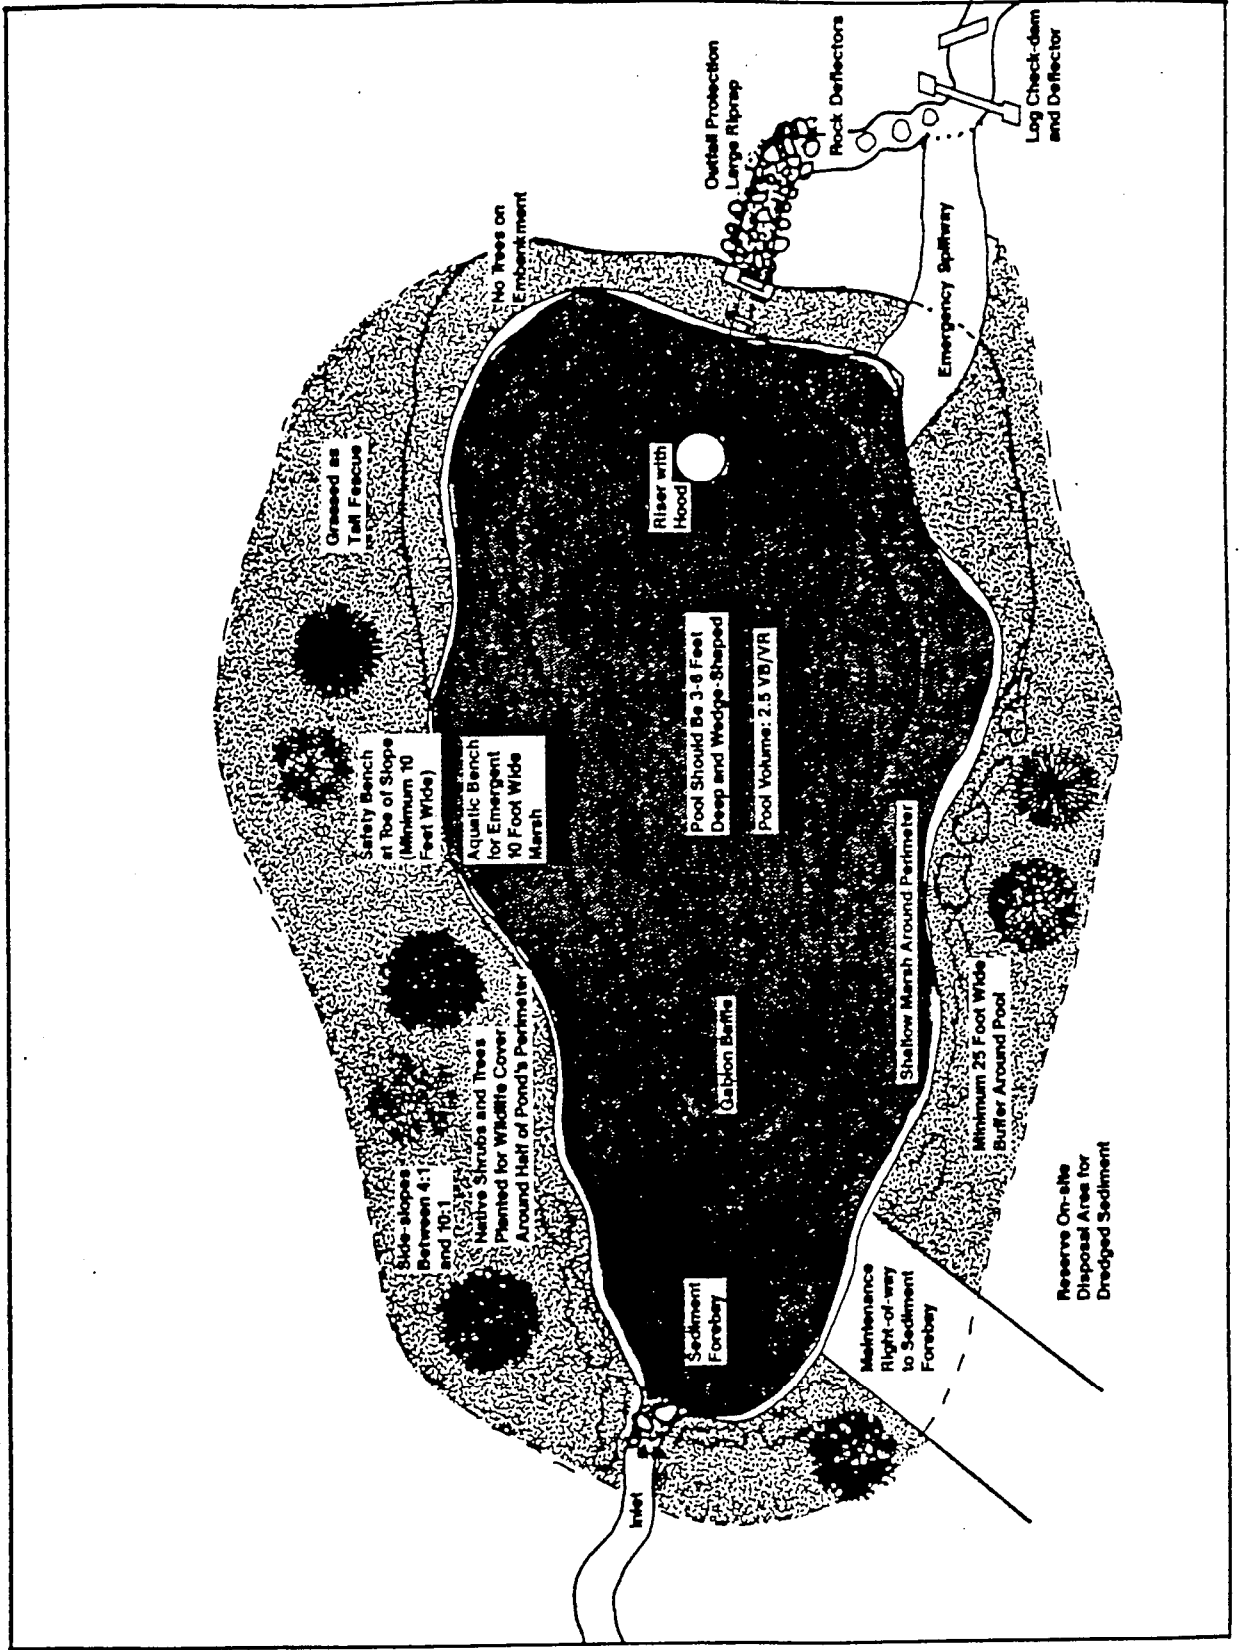 Outfall Protection
Large Riprap
Rock Deflectors
Log Check-dam
and Deflector
No Trees on
Embankment
Emergency Spillway
Grassed as
Tall Fescue
Riser with
Hood
Safety Bench
at Toe of Slope
(Minimum 10
Feet Wide)
Aquatic Bench
for Emergent
10 Foot Wide
Marsh
Pool Should Be 3-6 Feet
Deep and Wedge-Shaped
Pool Volume: 2.5 VB/VR
Shallow Marsh Around Perimeter
Native Shrubs and Trees
Planted for Wildlife Cover
Around Half of Pond's Perimeter
Gabion Baffle
Minimum 25 Foot Wide
Buffer Around Pool
Side-slopes
Between 4:1
and 10:1
Sediment
Forebay
Maintenance
Right-of-way
to Sediment
Forebay
Reserve On-site
Disposal Area for
Dredged Sediment
Inlet